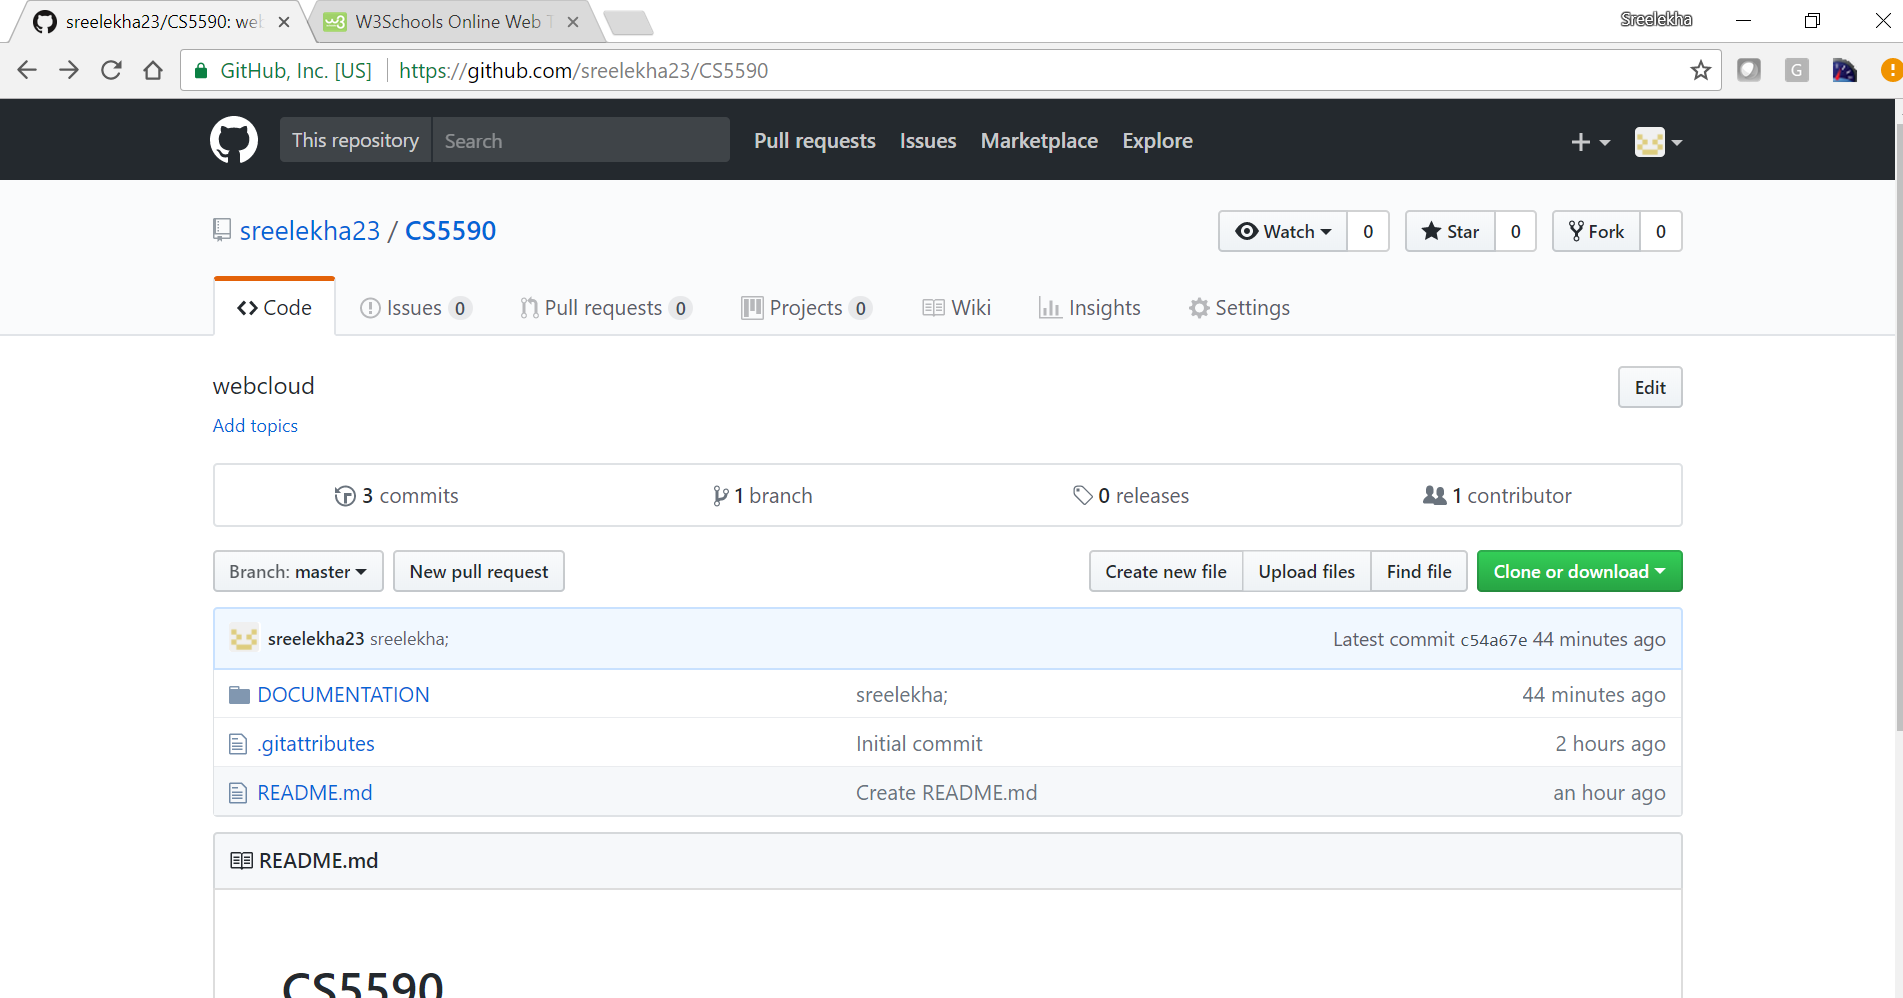 sreelekha23/CS5590: web
W3Schools Online Web T
Sreelekha
GitHub, Inc. [US] https://github.com/sreelekha23/CS5590
G
This repository Search Pull requests Issues Marketplace Explore
sreelekha23 / CS5590
Watch 0 Star 0 Fork 0
Code Issues 0 Pull requests 0 Projects 0 Wiki Insights Settings
webcloud
Edit
Add topics
3 commits 1 branch 0 releases 1 contributor
Branch: master New pull request Create new file Upload files Find file Clone or download
sreelekha23 sreelekha; Latest commit c54a67e 44 minutes ago
DOCUMENTATION sreelekha; 44 minutes ago
.gitattributes Initial commit 2 hours ago
README.md Create README.md an hour ago
README.md
CS5590